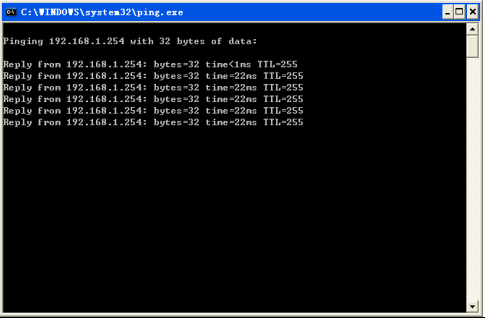 C:\WINDOWS\system32\ping.exe
Pinging 192.168.1.254 with 32 bytes of data:
Reply from 192.168.1.254: bytes=32 time<1ms TTL=255
Reply from 192.168.1.254: bytes=32 time=22ms TTL=255
Reply from 192.168.1.254: bytes=32 time=22ms TTL=255
Reply from 192.168.1.254: bytes=32 time=22ms TTL=255
Reply from 192.168.1.254: bytes=32 time=22ms TTL=255
Reply from 192.168.1.254: bytes=32 time=22ms TTL=255